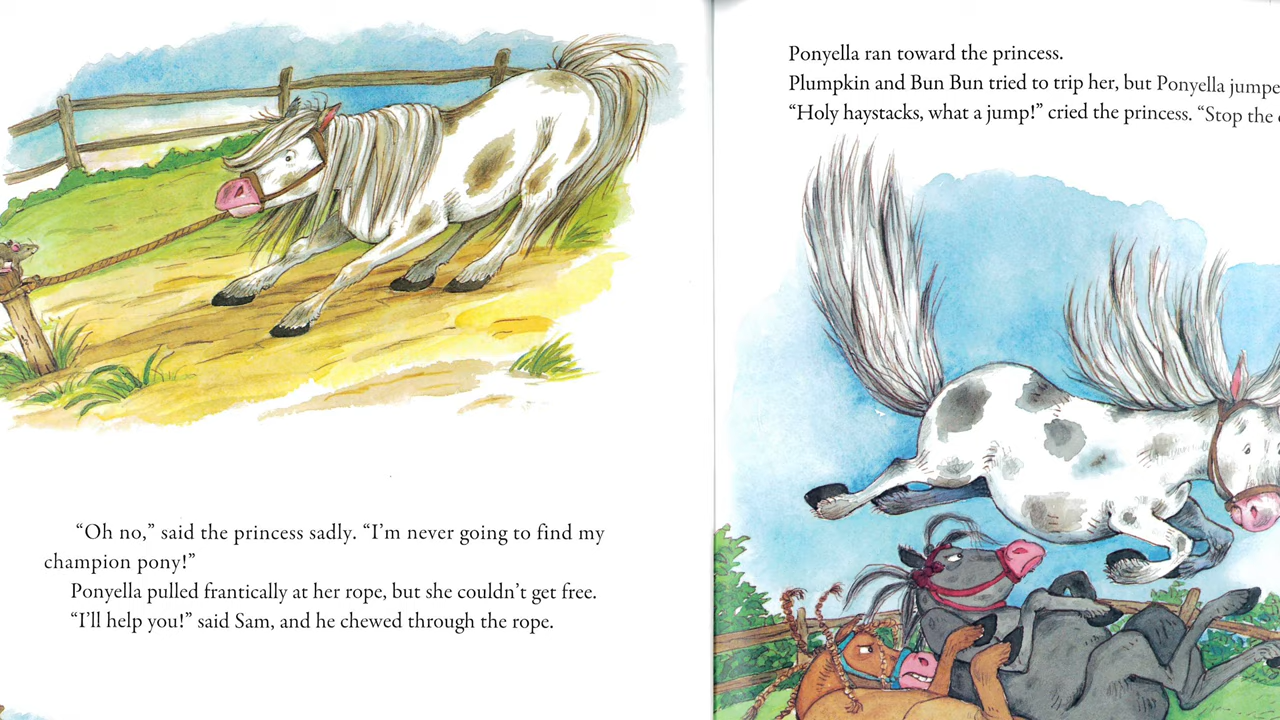 “Oh no,” said the princess sadly. “I’m never going to find my
champion pony!”
Ponyella pulled frantically at her rope, but she couldn’t get free.
“I’ll help you!” said Sam, and he chewed through the rope.
Ponyella ran toward the princess.
Plumpkin and Bun Bun tried to trip her, but Ponyella jumpe
“Holy haystacks, what a jump!” cried the princess. “Stop the